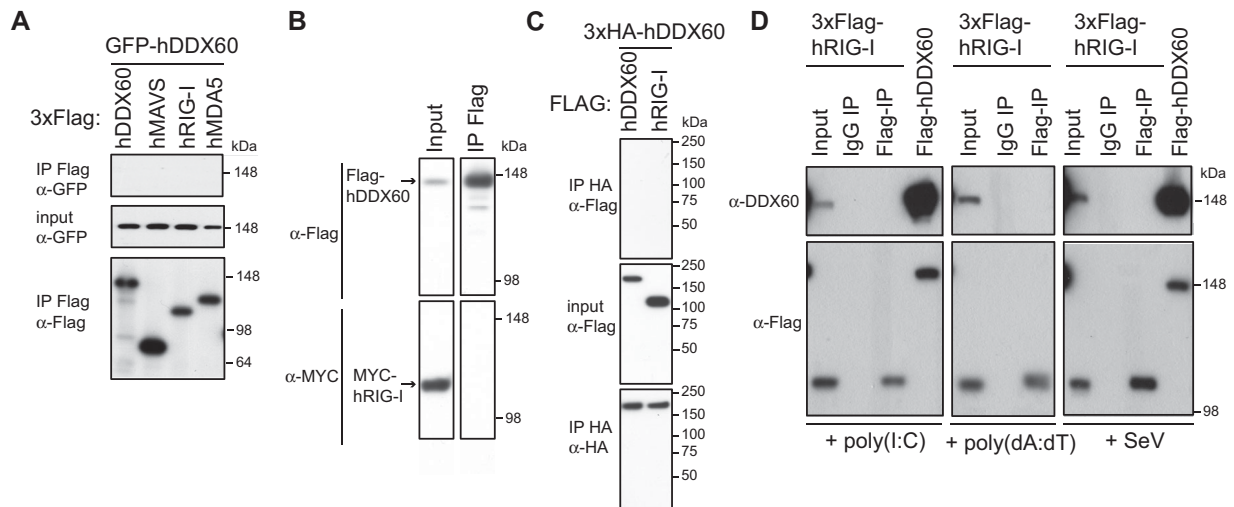 A
GFP-hDDX60
3xFlag:
hDDX60
hMAVS
hRIG-I
hMDA5
kDa
IP Flag
α-GFP
148
input
α-GFP
148
IP Flag
α-Flag
148
98
64
B
Input
IP Flag
kDa
α-Flag
Flag-
hDDX60
148
98
α-MYC
MYC-
hRIG-I
148
98
C
3xHA-hDDX60
FLAG:
hDDX60
hRIG-I
kDa
IP HA
α-Flag
250
150
100
75
50
input
α-Flag
250
150
100
75
50
IP HA
α-HA
250
150
100
75
50
D
3xFlag-
hRIG-I
3xFlag-
hRIG-I
3xFlag-
hRIG-I
Input
IgG IP
Flag-IP
Flag-hDDX60
Input
IgG IP
Flag-IP
Input
IgG IP
Flag-IP
Flag-hDDX60
kDa
α-DDX60
148
α-Flag
148
98
+ poly(I:C)
+ poly(dA:dT)
+ SeV